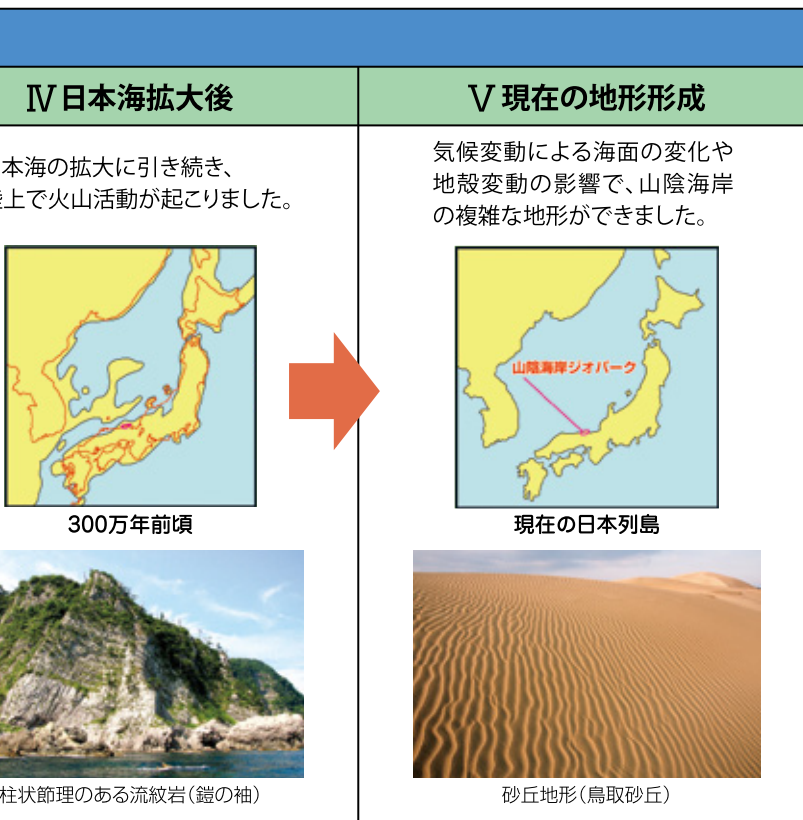 Ⅳ 日本海拡大後
本海の拡大に引き続き、
上で火山活動が起こりました。
300万年前頃
柱状節理のある流紋岩（鎧の袖）
Ⅴ 現在の地形形成
気候変動による海面の変化や
地殻変動の影響で、山陰海岸
の複雑な地形ができました。
山陰海岸ジオパーク
現在の日本列島
砂丘地形（鳥取砂丘）